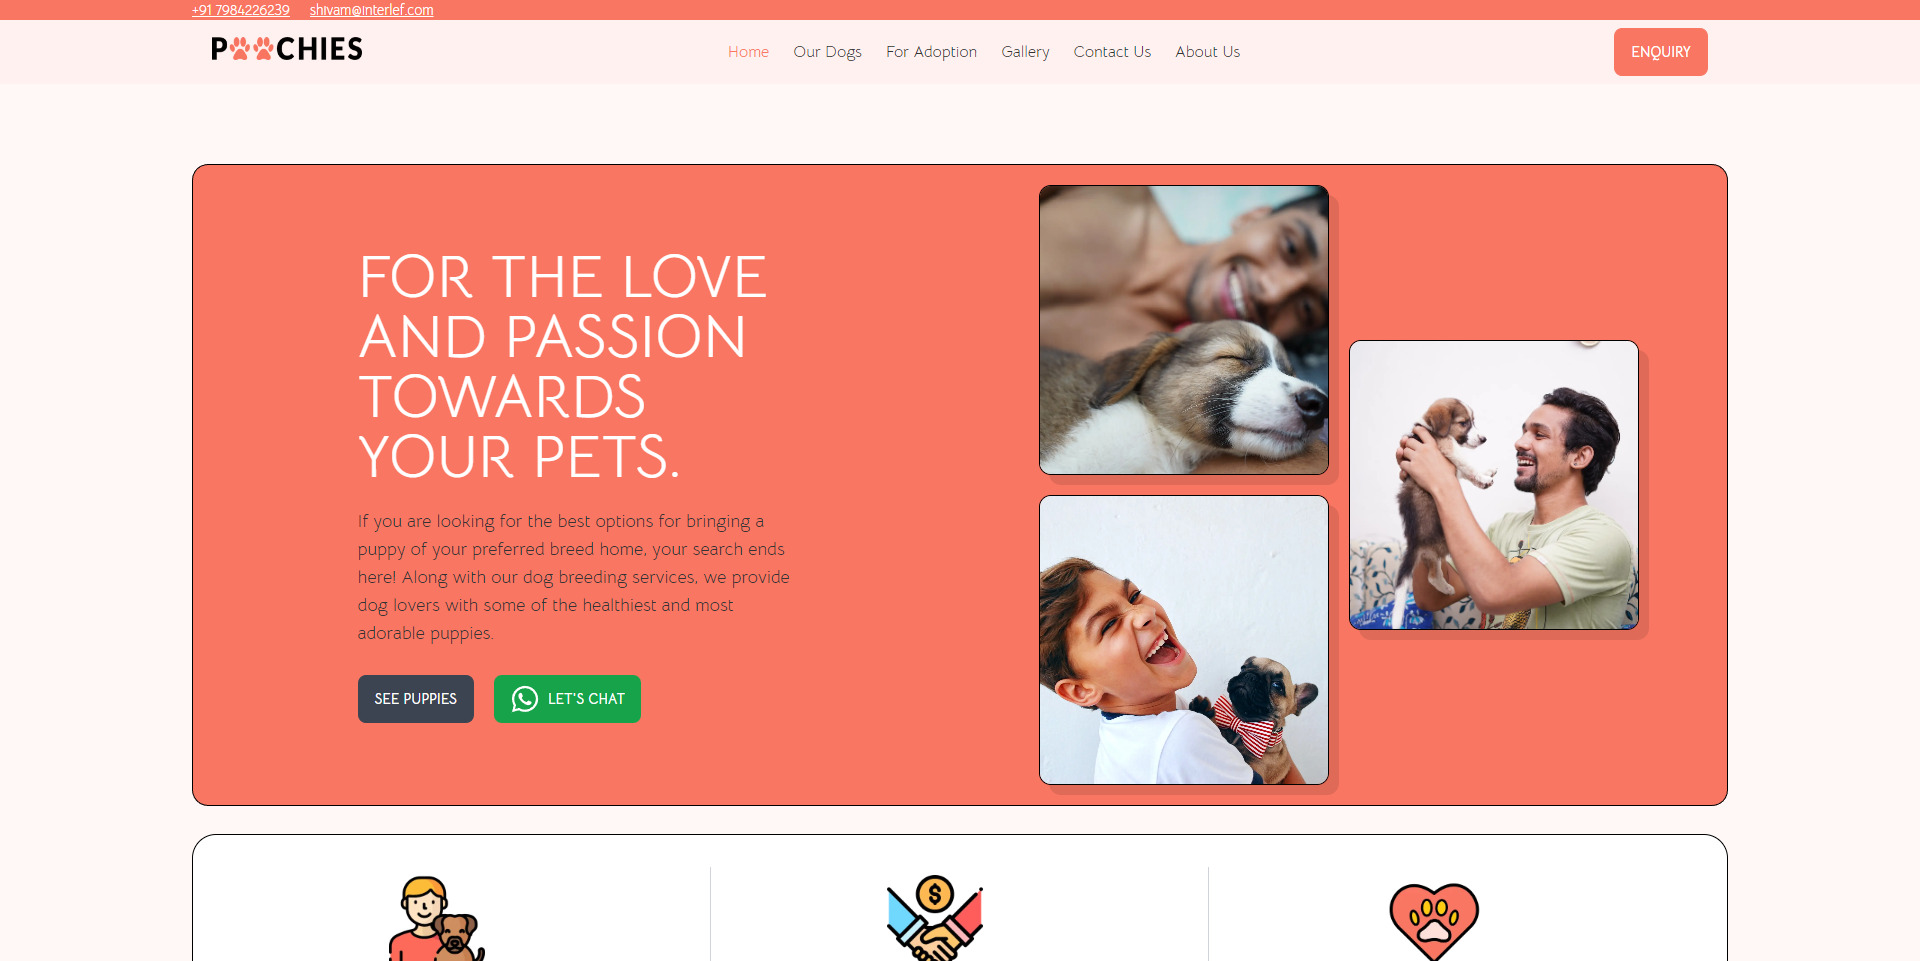 +91 7984226239 shivam@interlef.com
POOCHIES
Home Our Dogs For Adoption Gallery Contact Us About Us
ENQUIRY
FOR THE LOVE
AND PASSION
TOWARDS
YOUR PETS.
If you are looking for the best options for bringing a
puppy of your preferred breed home, your search ends
here! Along with our dog breeding services, we provide
dog lovers with some of the healthiest and most
adorable puppies.
SEE PUPPIES
LET'S CHAT
$